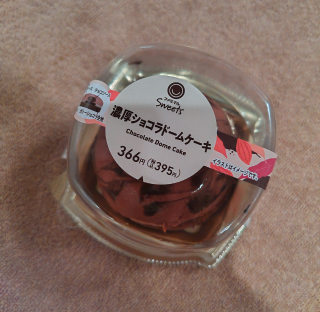 Sweets
濃厚ショコラドームケーキ
Chocolate Dome Cake
366円(税込395円)
イラストはイメージです。